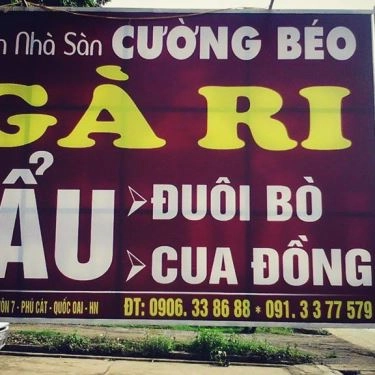 Nhà Sàn CƯỜNG BÉO
GÀ RI
ẨU
ĐUÔI BÒ
CUA ĐỒNG
ÔN 7 - PHÚ CÁT - QUỐC OAI - HN ĐT: 0906. 33 86 88 * 091. 3 3 77 579